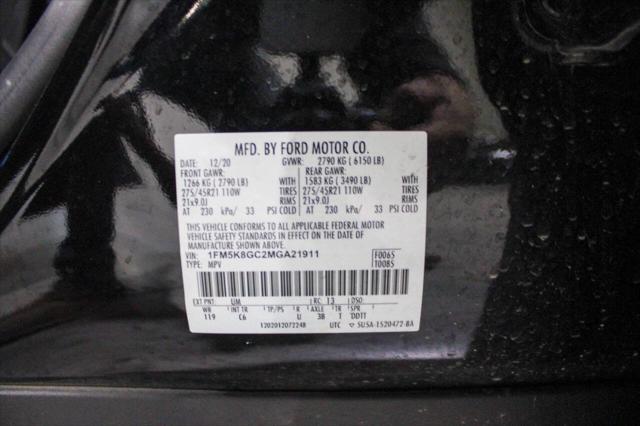 MFD. BY FORD MOTOR CO.
DATE: 12/20 GVWR: 2790 KG ( 6150 LB)
FRONT GAWR: REAR GAWR:
1266 KG ( 2790 LB) WITH 1583 KG ( 3490 LB) WITH
275/45R21 110W TIRES 275/45R21 110W TIRES
21x9.0J RIMS 21x9.0J RIMS
AT 230 kPa/ 33 PSI COLD AT 230 kPa/ 33 PSI COLD
THIS VEHICLE CONFORMS TO ALL APPLICABLE FEDERAL MOTOR
VEHICLE SAFETY STANDARDS IN EFFECT ON THE DATE OF
MANUFACTURE SHOWN ABOVE.
VIN: 1FM5K8GC2MGA21911 F0065
TYPE: MPV T0085
EXT PNT: UM RC: 13 DSO:
WB INT TR TP/PS R AXLE TR SPR
119 C6 U 3B T DDTT
1202012072248 UTC ▽ 5U5A-1520472-BA